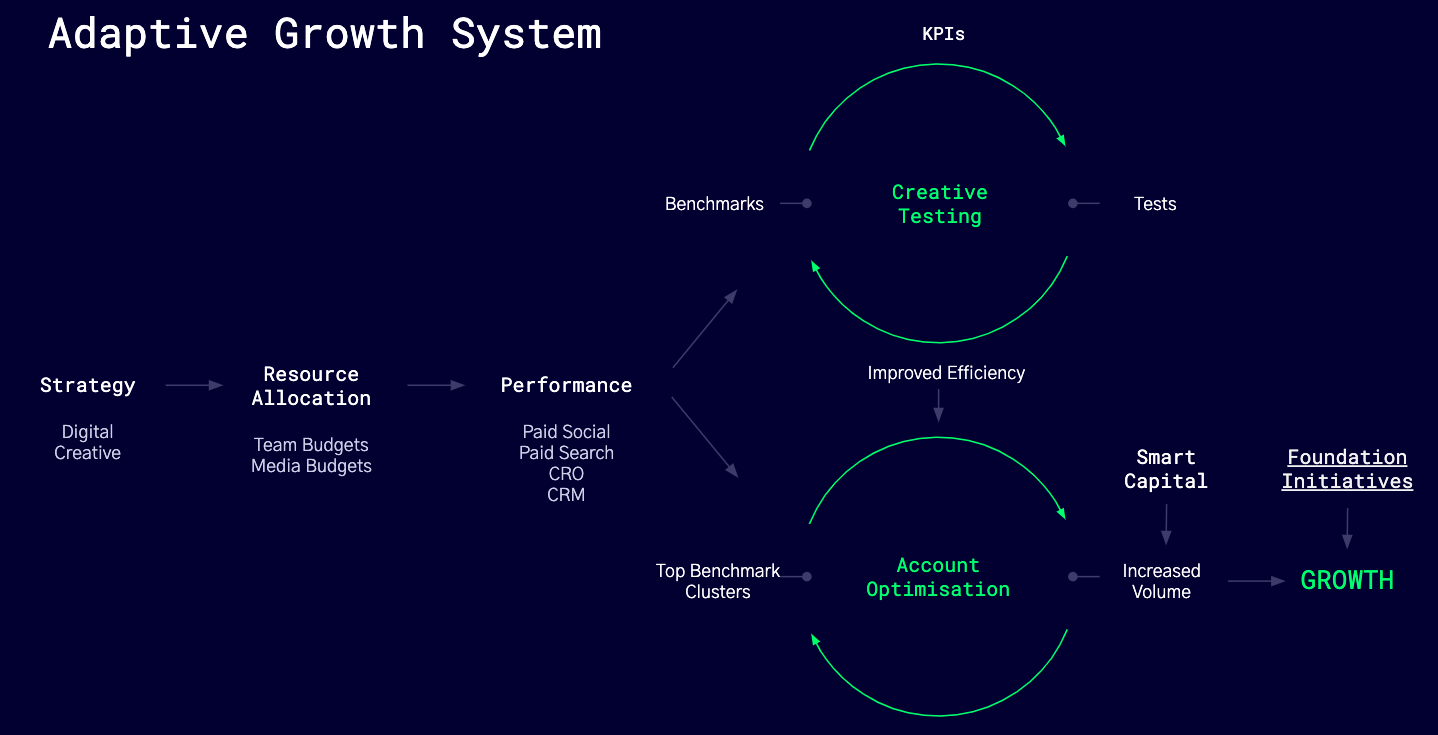 Adaptive Growth System
KPIs
Creative
Testing
Benchmarks
Tests
Improved Efficiency
Strategy
Digital
Creative
Resource
Allocation
Team Budgets
Media Budgets
Performance
Paid Social
Paid Search
CRO
CRM
Top Benchmark
Clusters
Account
Optimisation
Smart
Capital
Increased
Volume
Foundation
Initiatives
GROWTH